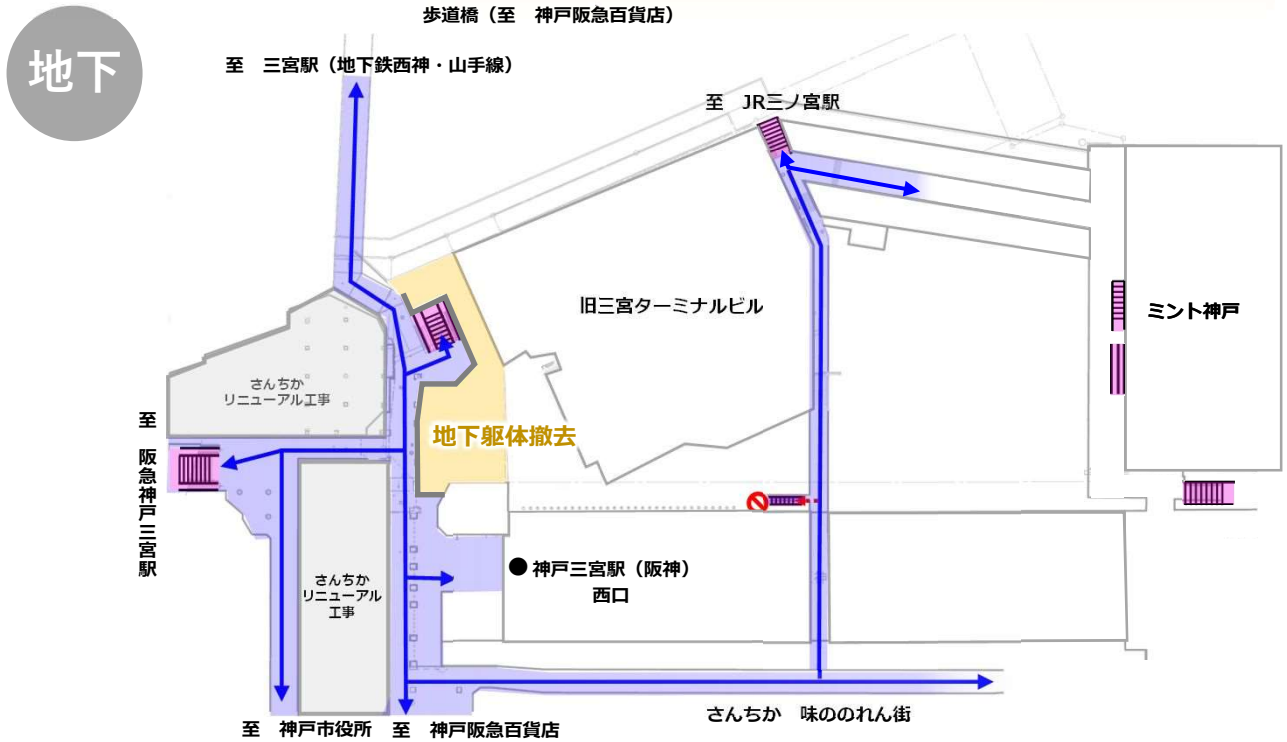 歩道橋（至　神戸阪急百貨店）
地下
至　三宮駅（地下鉄西神・山手線）
至　JR三ノ宮駅
旧三宮ターミナルビル
ミント神戸
さんちか
リニューアル工事
地下躯体撤去
至　阪急神戸三宮駅
神戸三宮駅（阪神）
西口
さんちか
リニューアル
工事
さんちか　味ののれん街
至　神戸市役所
至　神戸阪急百貨店